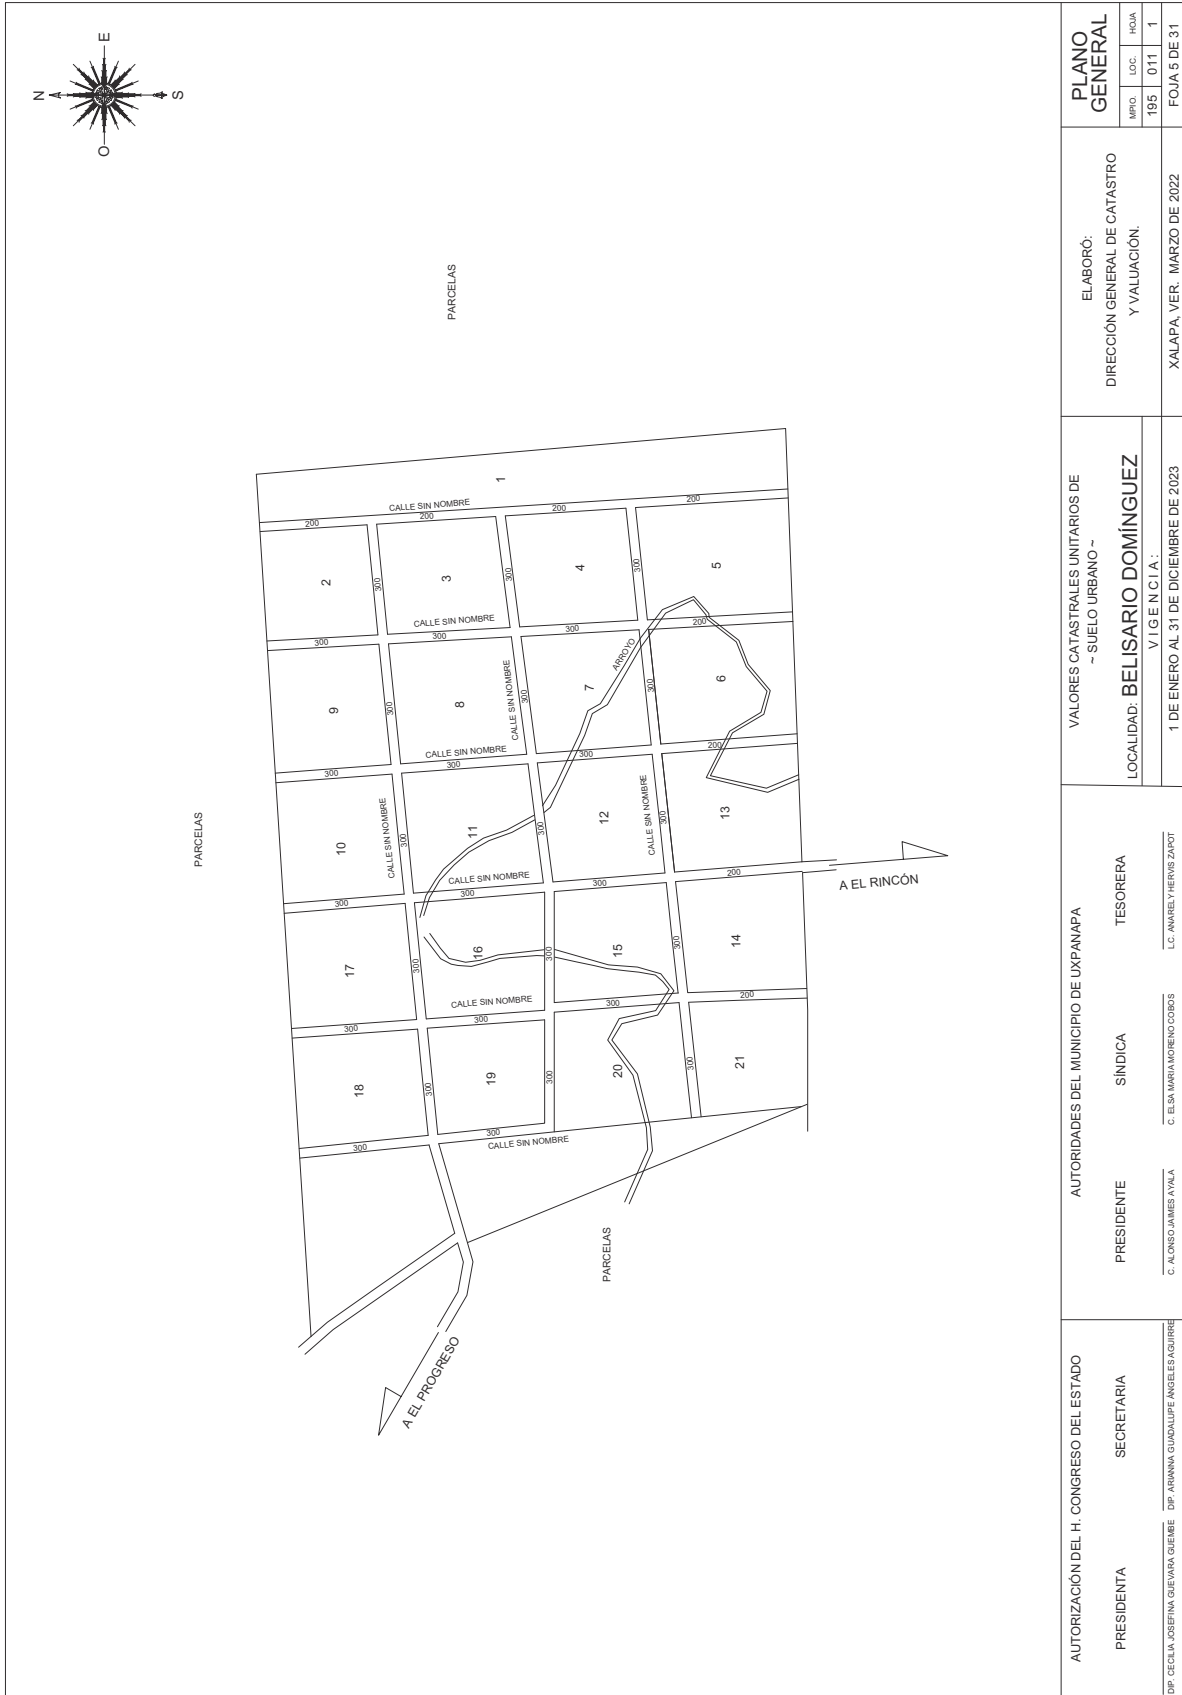 N
E
S
O
PARCELAS
PARCELAS
PARCELAS
A EL PROGRESO
A EL RINCÓN
ARROYO
1
CALLE SIN NOMBRE
200
200
200
200
2
300
3
300
4
300
5
CALLE SIN NOMBRE
300
300
300
200
9
300
8
CALLE SIN NOMBRE
300
7
300
6
CALLE SIN NOMBRE
300
300
300
200
10
CALLE SIN NOMBRE
300
11
300
12
CALLE SIN NOMBRE
300
13
CALLE SIN NOMBRE
300
300
300
200
17
300
16
300
15
300
14
CALLE SIN NOMBRE
300
300
300
200
18
300
19
300
20
300
21
300
300
CALLE SIN NOMBRE
AUTORIZACIÓN DEL H. CONGRESO DEL ESTADO
PRESIDENTA
SECRETARIA
DIP. CECILIA JOSEFINA GUEVARA GUEMBE
DIP. ARIANNA GUADALUPE ÁNGELES AGUIRRE
AUTORIDADES DEL MUNICIPIO DE UXPANAPA
PRESIDENTE
SÍNDICA
TESORERA
C. ALONSO JAIMES AYALA
C. ELSA MARIA MORENO COBOS
L.C. ANARELY HERVIS ZAPOT
VALORES CATASTRALES UNITARIOS DE
~ SUELO URBANO ~
LOCALIDAD: BELISARIO DOMÍNGUEZ
V I G E N C I A :
1 DE ENERO AL 31 DE DICIEMBRE DE 2023
ELABORÓ:
DIRECCIÓN GENERAL DE CATASTRO
Y VALUACIÓN.
XALAPA, VER. MARZO DE 2022
PLANO
GENERAL
MPIO. LOC. HOJA
195 011 1
FOJA 5 DE 31